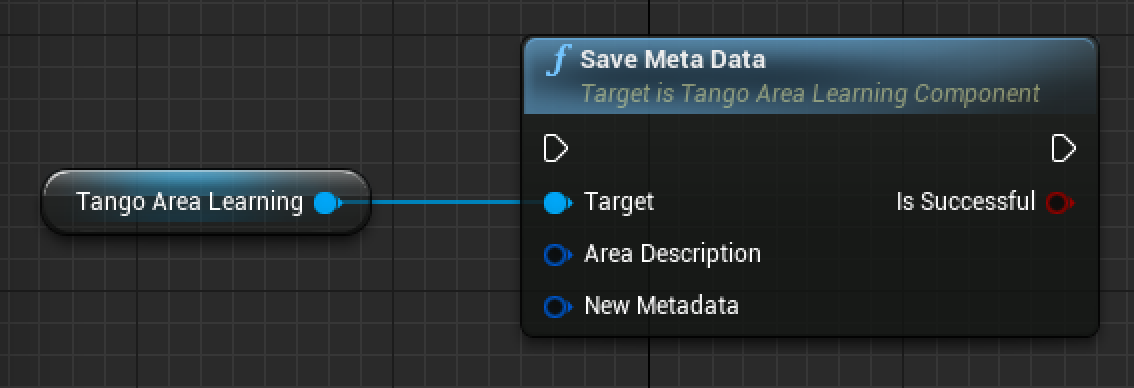 Save Meta Data
Target is Tango Area Learning Component
Tango Area Learning
Target
Is Successful
Area Description
New Metadata